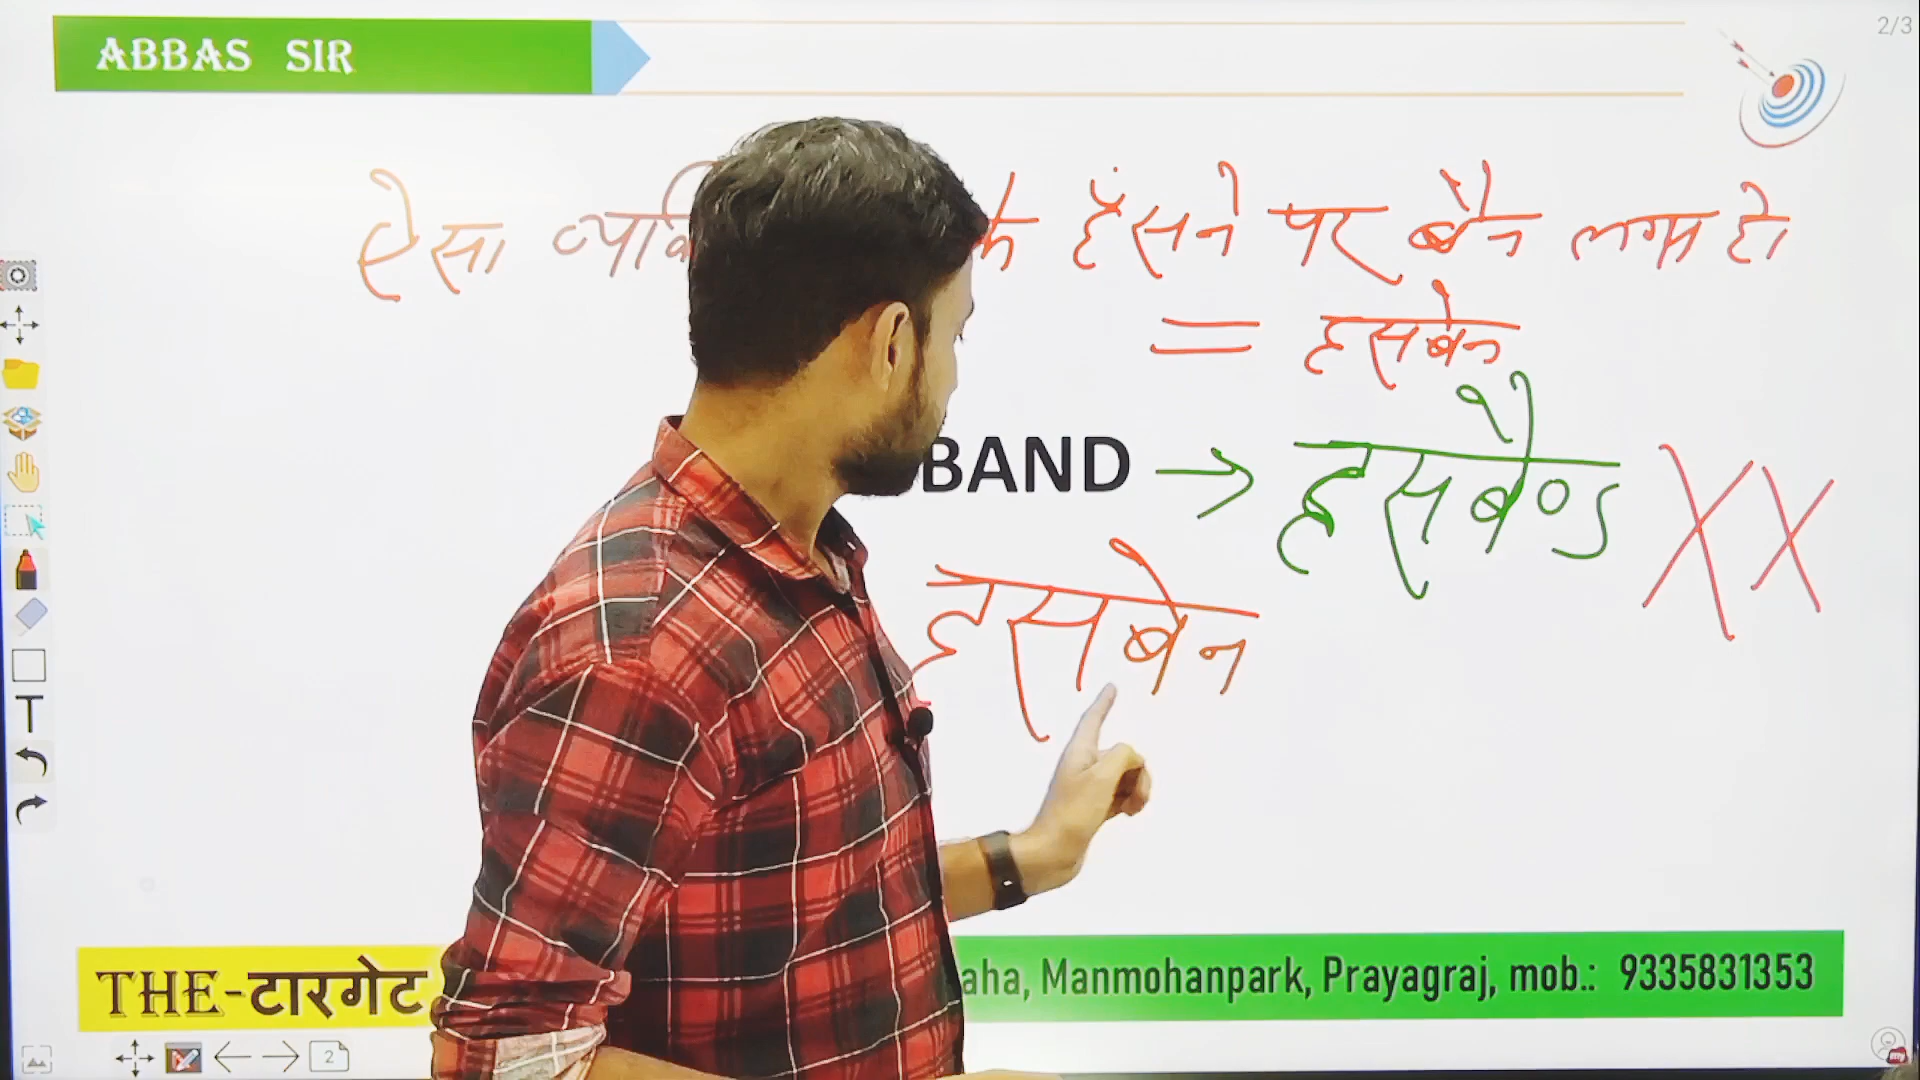 ABBAS SIR
2/3
ऐसा व्यक्ति के हँसने पर बैन लगा हो
= हसबैन
BAND → हसबैण्ड XX
हसबेन
THE-टारगेट aha, Manmohanpark, Prayagraj, mob.: 9335831353
2